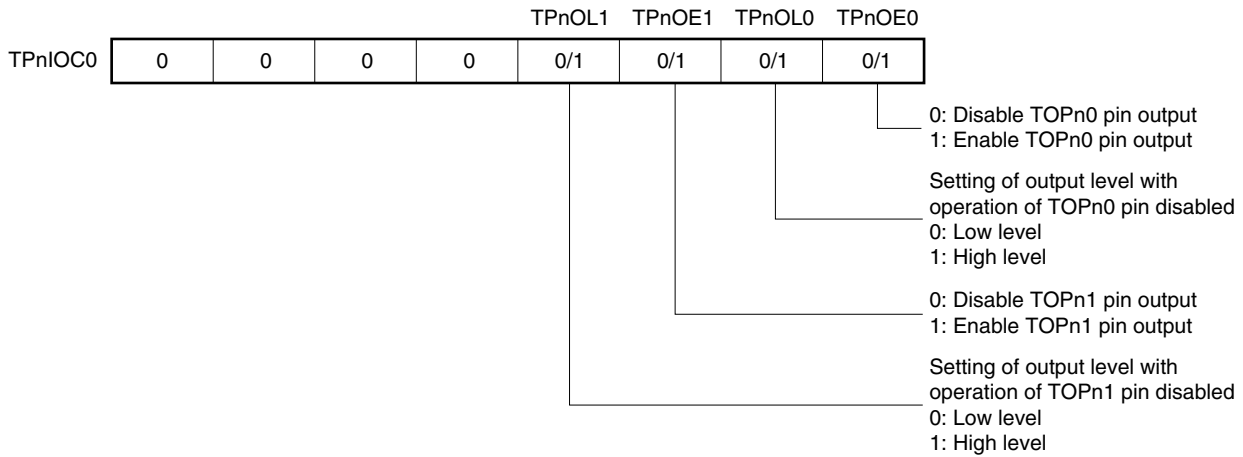 TPnOL1 TPnOE1 TPnOL0 TPnOE0
TPnIOC0 0 0 0 0 0/1 0/1 0/1 0/1
0: Disable TOPn0 pin output
1: Enable TOPn0 pin output
Setting of output level with
operation of TOPn0 pin disabled
0: Low level
1: High level
0: Disable TOPn1 pin output
1: Enable TOPn1 pin output
Setting of output level with
operation of TOPn1 pin disabled
0: Low level
1: High level